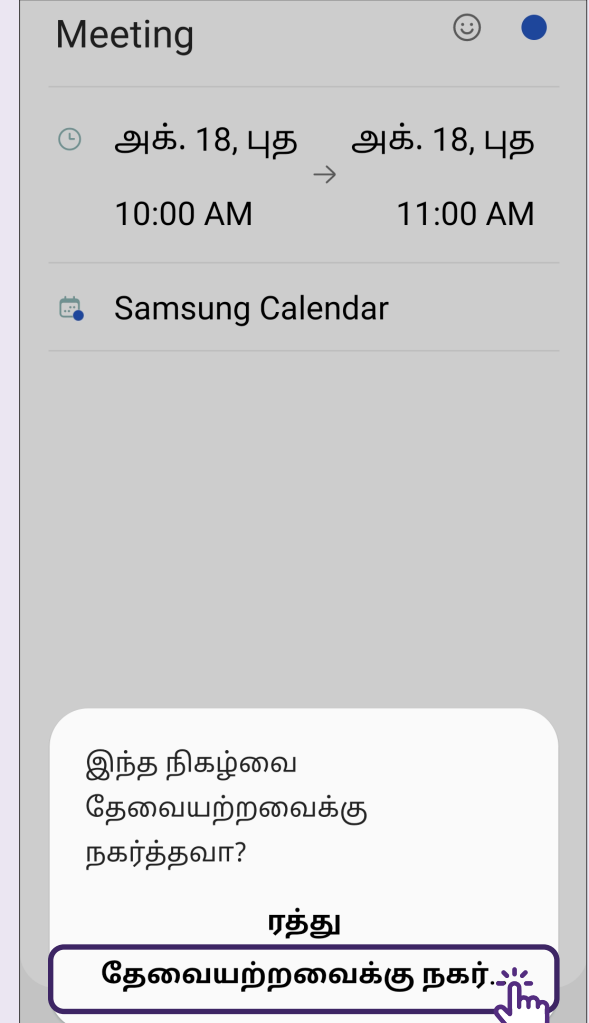 Meeting
அக். 18, புத → அக். 18, புத
10:00 AM 11:00 AM
Samsung Calendar
இந்த நிகழ்வை
தேவையற்றவைக்கு
நகர்த்தவா?
ரத்து
தேவையற்றவைக்கு நகர்..